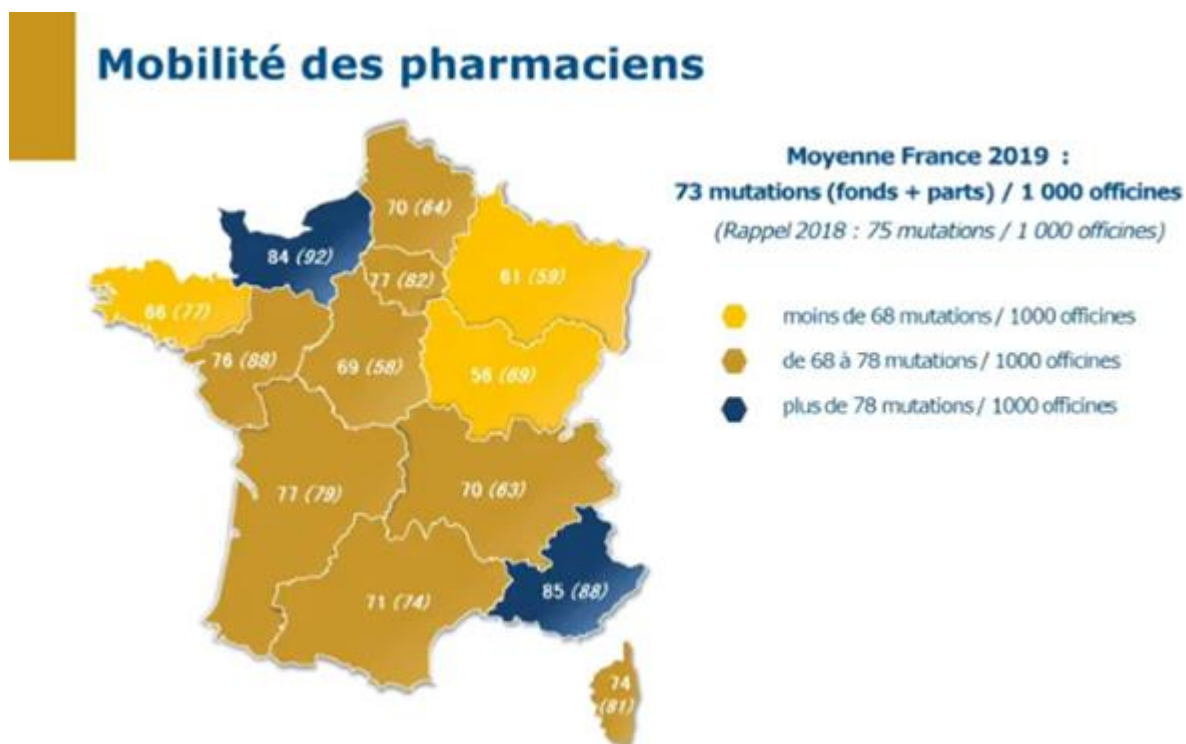 Mobilité des pharmaciens
Moyenne France 2019 :
73 mutations (fonds + parts) / 1 000 officines
(Rappel 2018 : 75 mutations / 1 000 officines)
moins de 68 mutations / 1000 officines
de 68 à 78 mutations / 1000 officines
plus de 78 mutations / 1000 officines
70 (64)
84 (92)
77 (82)
61 (59)
66 (77)
76 (88)
69 (58)
56 (69)
77 (79)
70 (63)
71 (74)
85 (88)
74
(81)